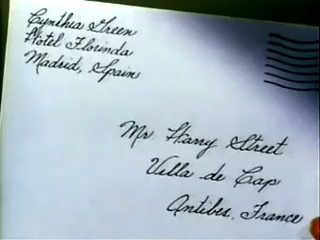 Cynthia Green
Hotel Florinda
Madrid, Spain
Mr Harry Street
Villa de Cap
Antibes, France